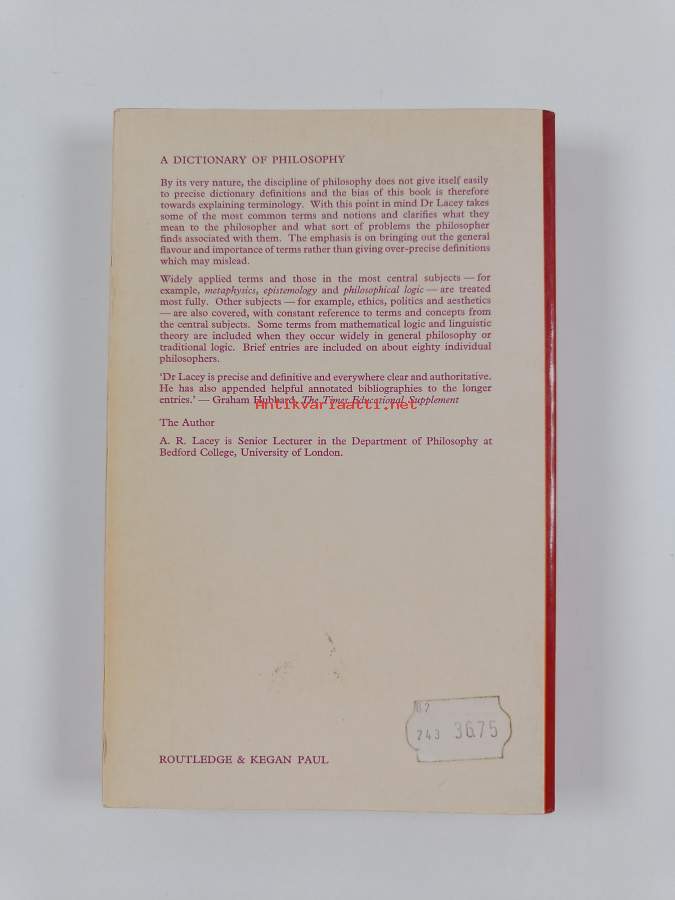 A DICTIONARY OF PHILOSOPHY
By its very nature, the discipline of philosophy does not give itself easily
to precise dictionary definitions and the bias of this book is therefore
towards explaining terminology. With this point in mind Dr Lacey takes
some of the most common terms and notions and clarifies what they
mean to the philosopher and what sort of problems the philosopher
finds associated with them. The emphasis is on bringing out the general
flavour and importance of terms rather than giving over-precise definitions
which may mislead.
Widely applied terms and those in the most central subjects — for
example, metaphysics, epistemology and philosophical logic — are treated
most fully. Other subjects — for example, ethics, politics and aesthetics
— are also covered, with constant reference to terms and concepts from
the central subjects. Some terms from mathematical logic and linguistic
theory are included when they occur widely in general philosophy or
traditional logic. Brief entries are included on about eighty individual
philosophers.
‘Dr Lacey is precise and definitive and everywhere clear and authoritative.
He has also appended helpful annotated bibliographies to the longer
entries.’ — Graham Hubbard, The Times Educational Supplement
Antikvariaatti.net
The Author
A. R. Lacey is Senior Lecturer in the Department of Philosophy at
Bedford College, University of London.
82
243 36.75
ROUTLEDGE & KEGAN PAUL